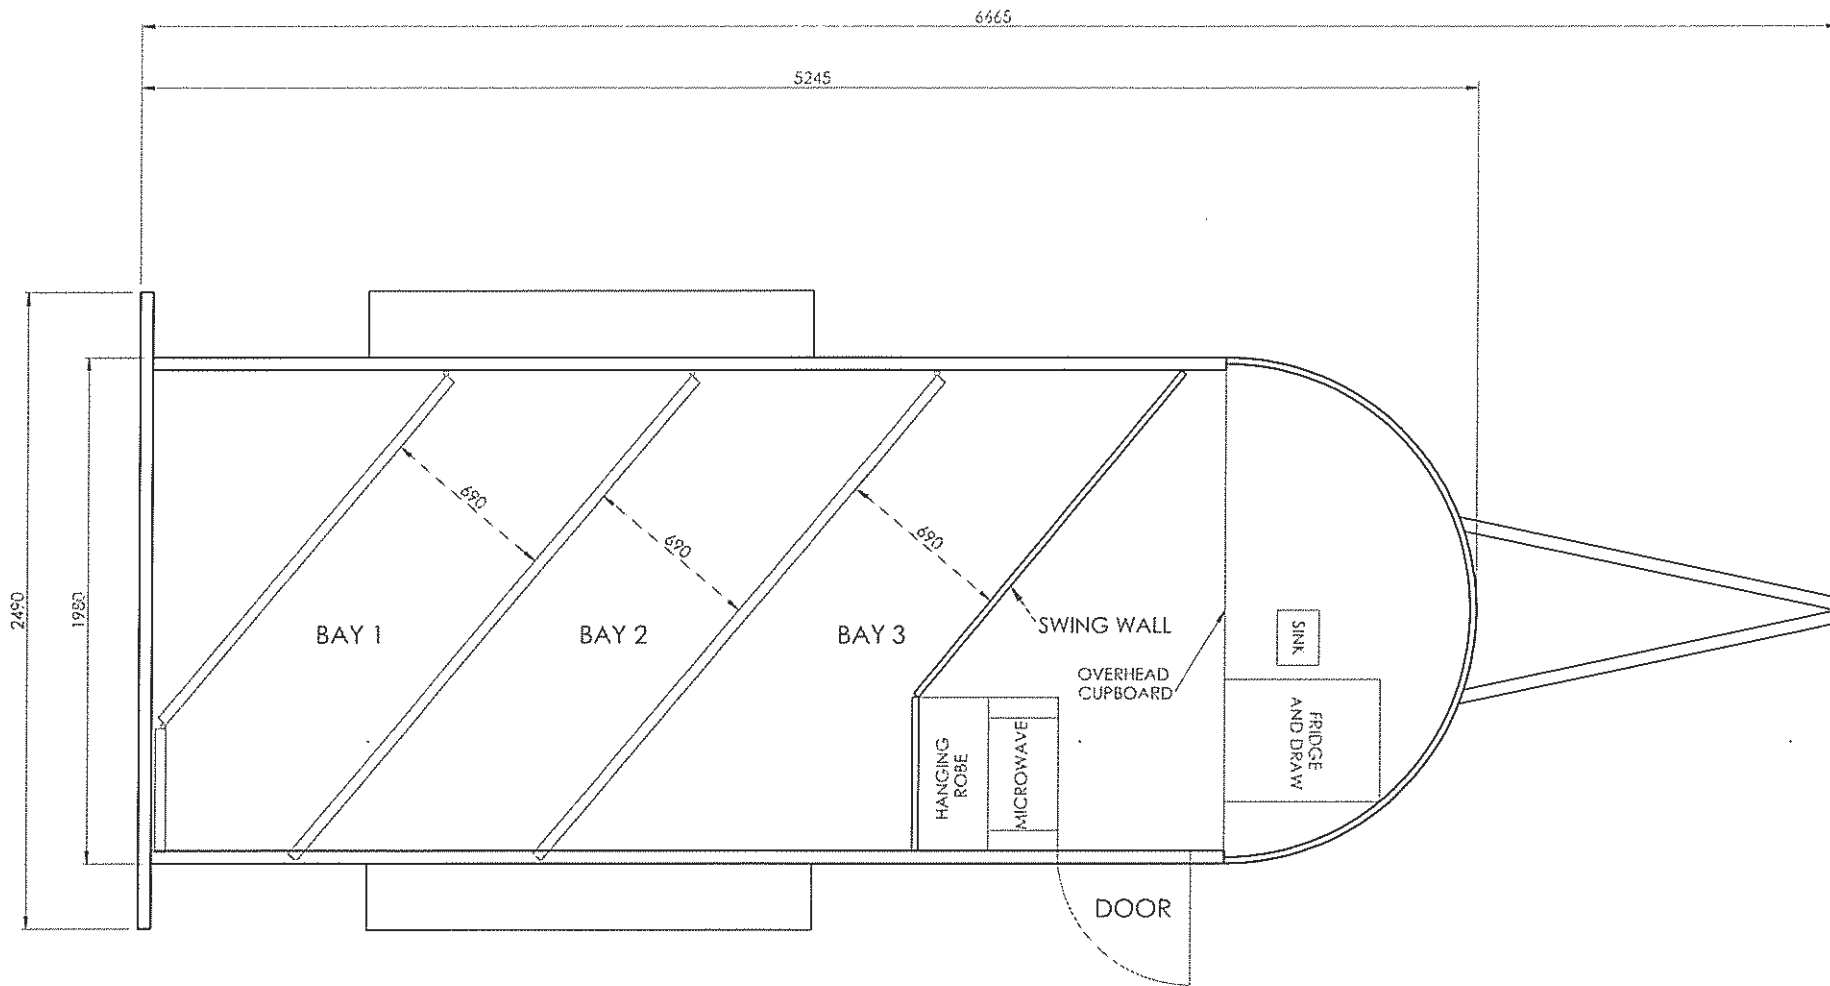 6665
5245
2490
1980
690
690
690
BAY 1
BAY 2
BAY 3
SWING WALL
OVERHEAD
CUPBOARD
SINK
FRIDGE
AND DRAW
HANGING
ROBE
MICROWAVE
DOOR